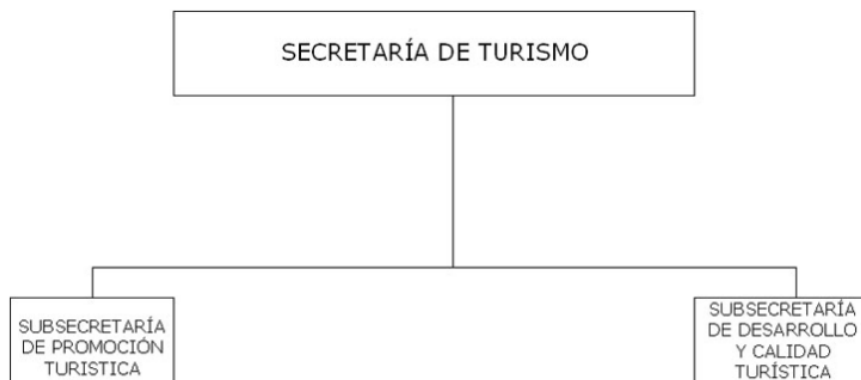 SECRETARÍA DE TURISMO
SUBSECRETARÍA
DE PROMOCIÓN
TURISTICA
SUBSECRETARÍA
DE DESARROLLO
Y CALIDAD
TURÍSTICA